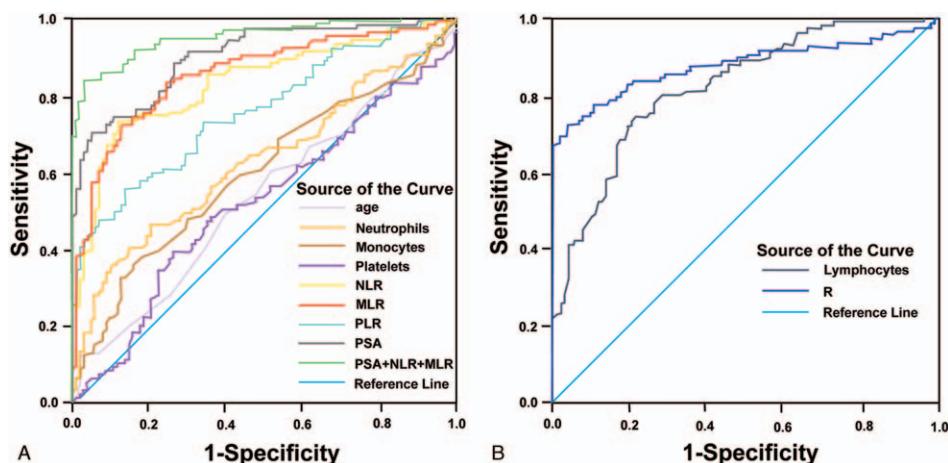 1.0
0.8
0.6
0.4
0.2
0.0
Sensitivity
0.0
0.2
0.4
0.6
0.8
1.0
1-Specificity
A
Source of the Curve
age
Neutrophils
Monocytes
Platelets
NLR
MLR
PLR
PSA
PSA+NLR+MLR
Reference Line
1.0
0.8
0.6
0.4
0.2
0.0
Sensitivity
0.0
0.2
0.4
0.6
0.8
1.0
1-Specificity
B
Source of the Curve
Lymphocytes
R
Reference Line